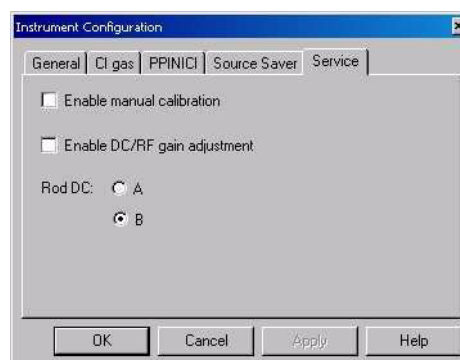 Instrument Configuration
General CI gas PPINICI Source Saver Service
Enable manual calibration
Enable DC/RF gain adjustment
Rod DC: A
B
OK Cancel Apply Help